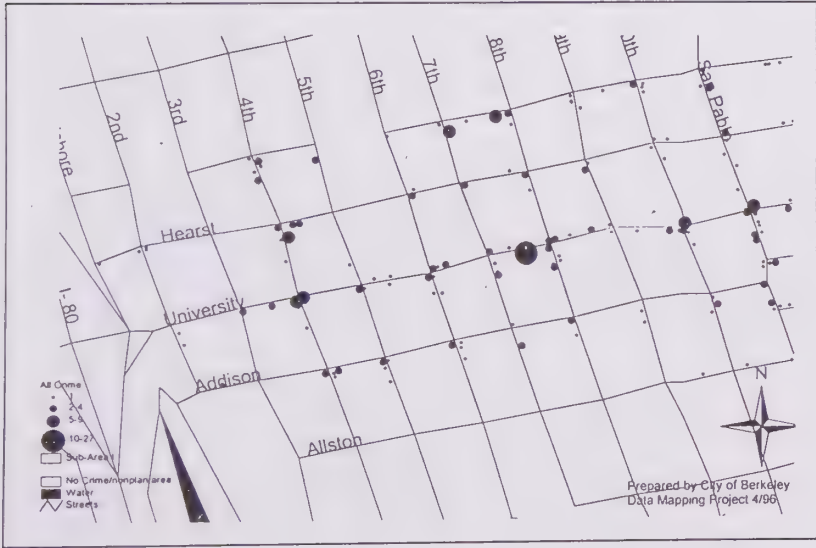 2nd
3rd
4th
5th
6th
7th
8th
San Pablo
Hearst
University
I-80
Addison
Allston
All Crime
1
2-4
5-9
10-27
Sub-Area
No Crime/nonplan area
Water
Streets
N
Prepared by City of Berkeley
Data Mapping Project 4/96